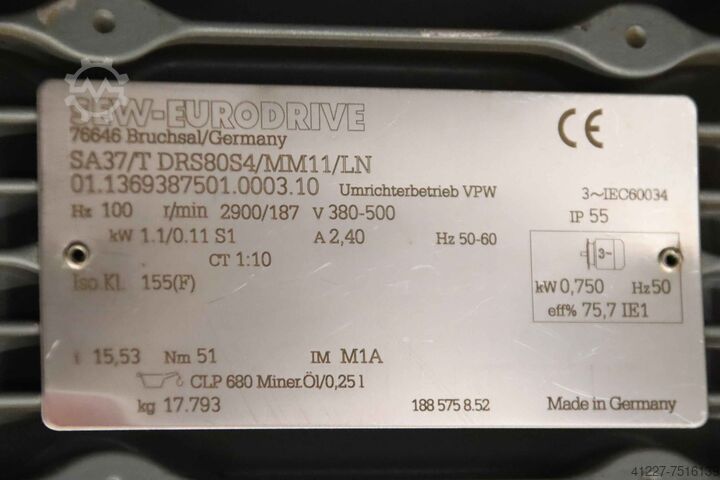 SEW-EURODRIVE
76646 Bruchsal/Germany
CE
SA37/T DRS80S4/MM11/LN
01.1369387501.0003.10 Umrichterbetrieb VPW 3~IEC60034
Hz 100 r/min 2900/187 V 380-500 IP 55
kW 1.1/0.11 S1 A 2,40 Hz 50-60
3~
CT 1:10
Iso.Kl. 155(F) kW 0,750 Hz 50
eff% 75,7 IE1
i 15,53 Nm 51 IM M1A
CLP 680 Miner.Öl/0,25 l
kg 17.793 188 575 8.52 Made in Germany